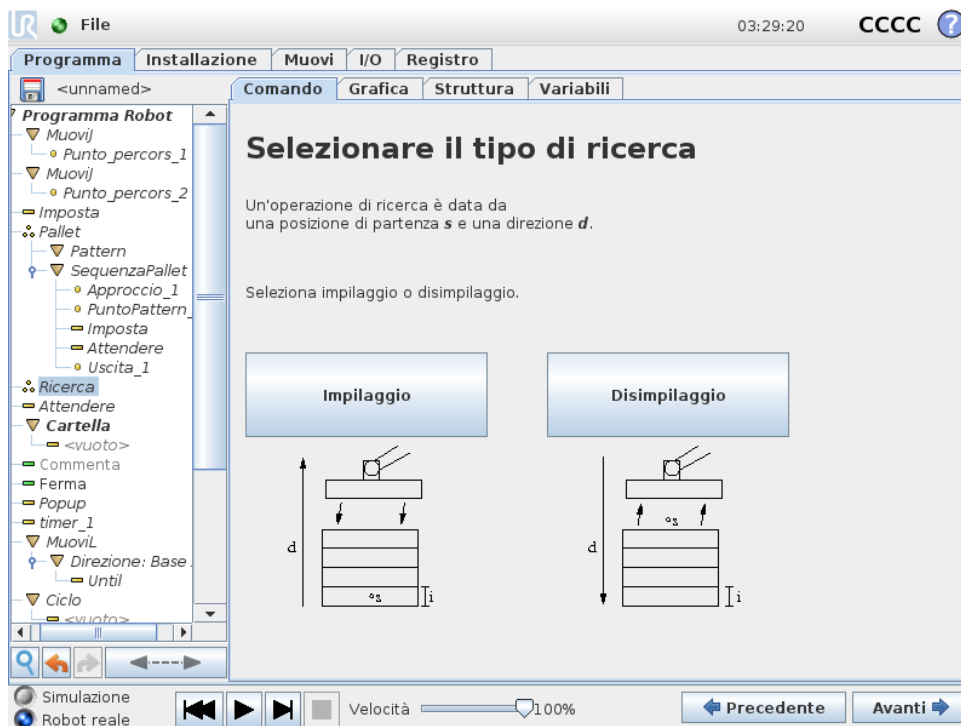 UR File 03:29:20 CCCC ?
Programma Installazione Muovi I/O Registro
<unnamed>
Comando Grafica Struttura Variabili
Programma Robot
MuoviJ
Punto_percors_1
MuoviJ
Punto_percors_2
Imposta
Pallet
Pattern
SequenzaPallet
Approccio_1
PuntoPattern_
Imposta
Attendere
Uscita_1
Ricerca
Attendere
Cartella
<vuoto>
Commenta
Ferma
Popup
timer_1
MuoviL
Direzione: Base
Until
Ciclo
<vuoto>
Selezionare il tipo di ricerca
Un'operazione di ricerca è data da
una posizione di partenza s e una direzione d.
Seleziona impilaggio o disimpilaggio.
Impilaggio Disimpilaggio
d s i
d s i
Simulazione
Robot reale
Velocità 100%
Precedente Avanti